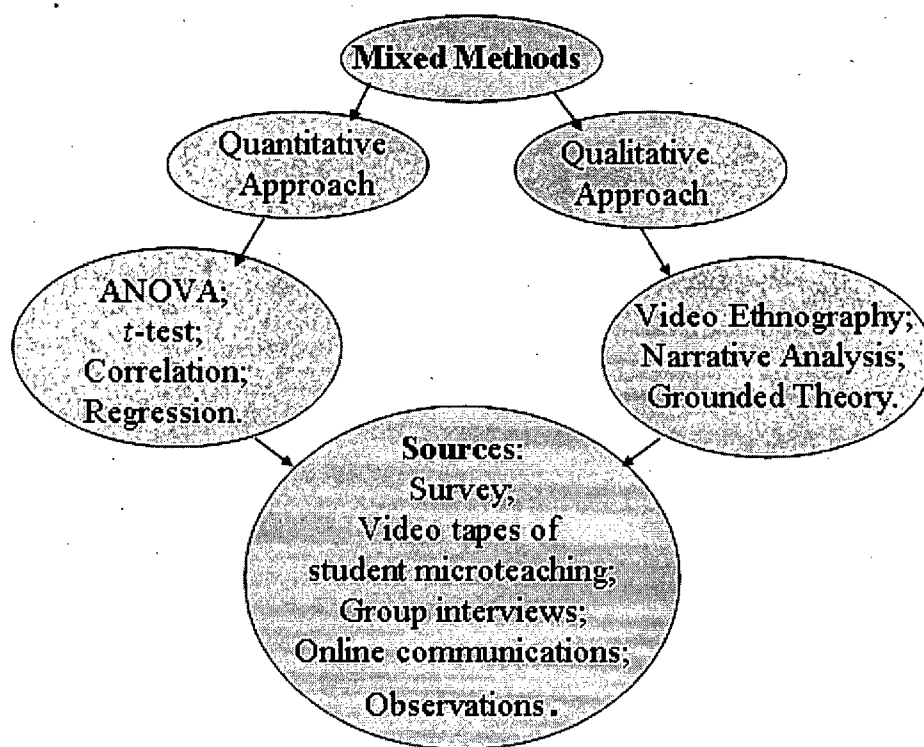 Mixed Methods
Quantitative
Approach
Qualitative
Approach
ANOVA;
t-test;
Correlation;
Regression.
Video Ethnography;
Narrative Analysis;
Grounded Theory.
Sources:
Survey;
Video tapes of
student microteaching;
Group interviews;
Online communications;
Observations.